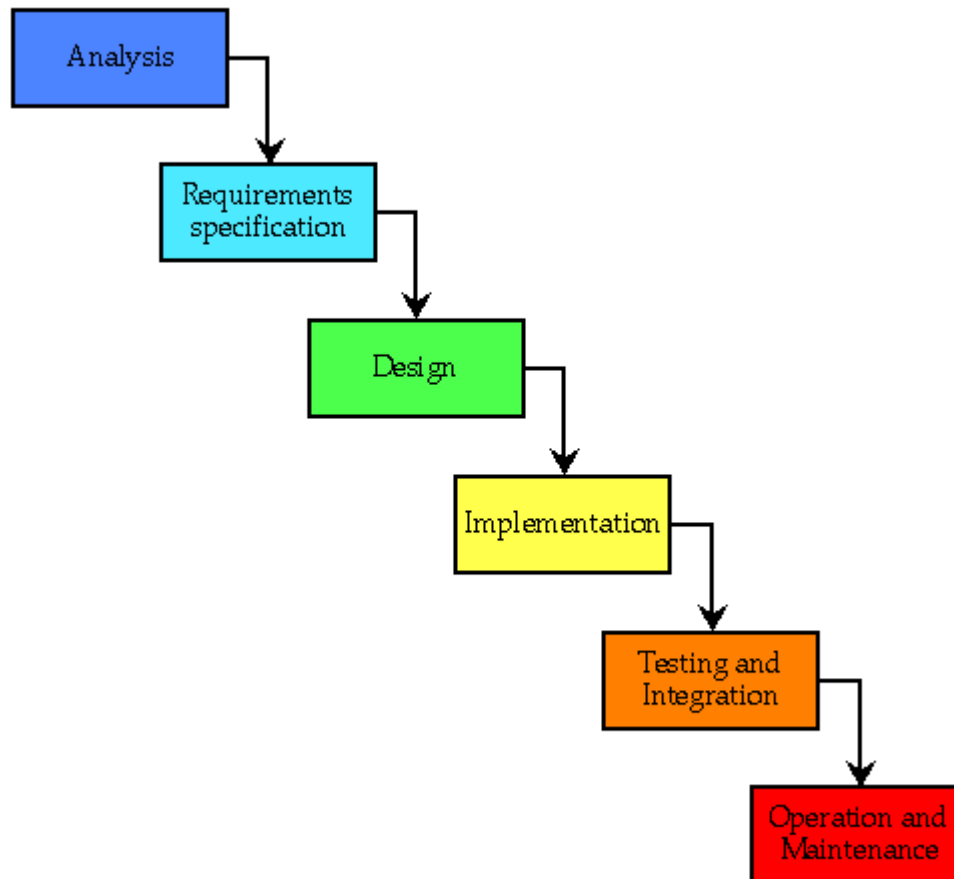 Analysis
Requirements
specification
Design
Implementation
Testing and
Integration
Operation and
Maintenance